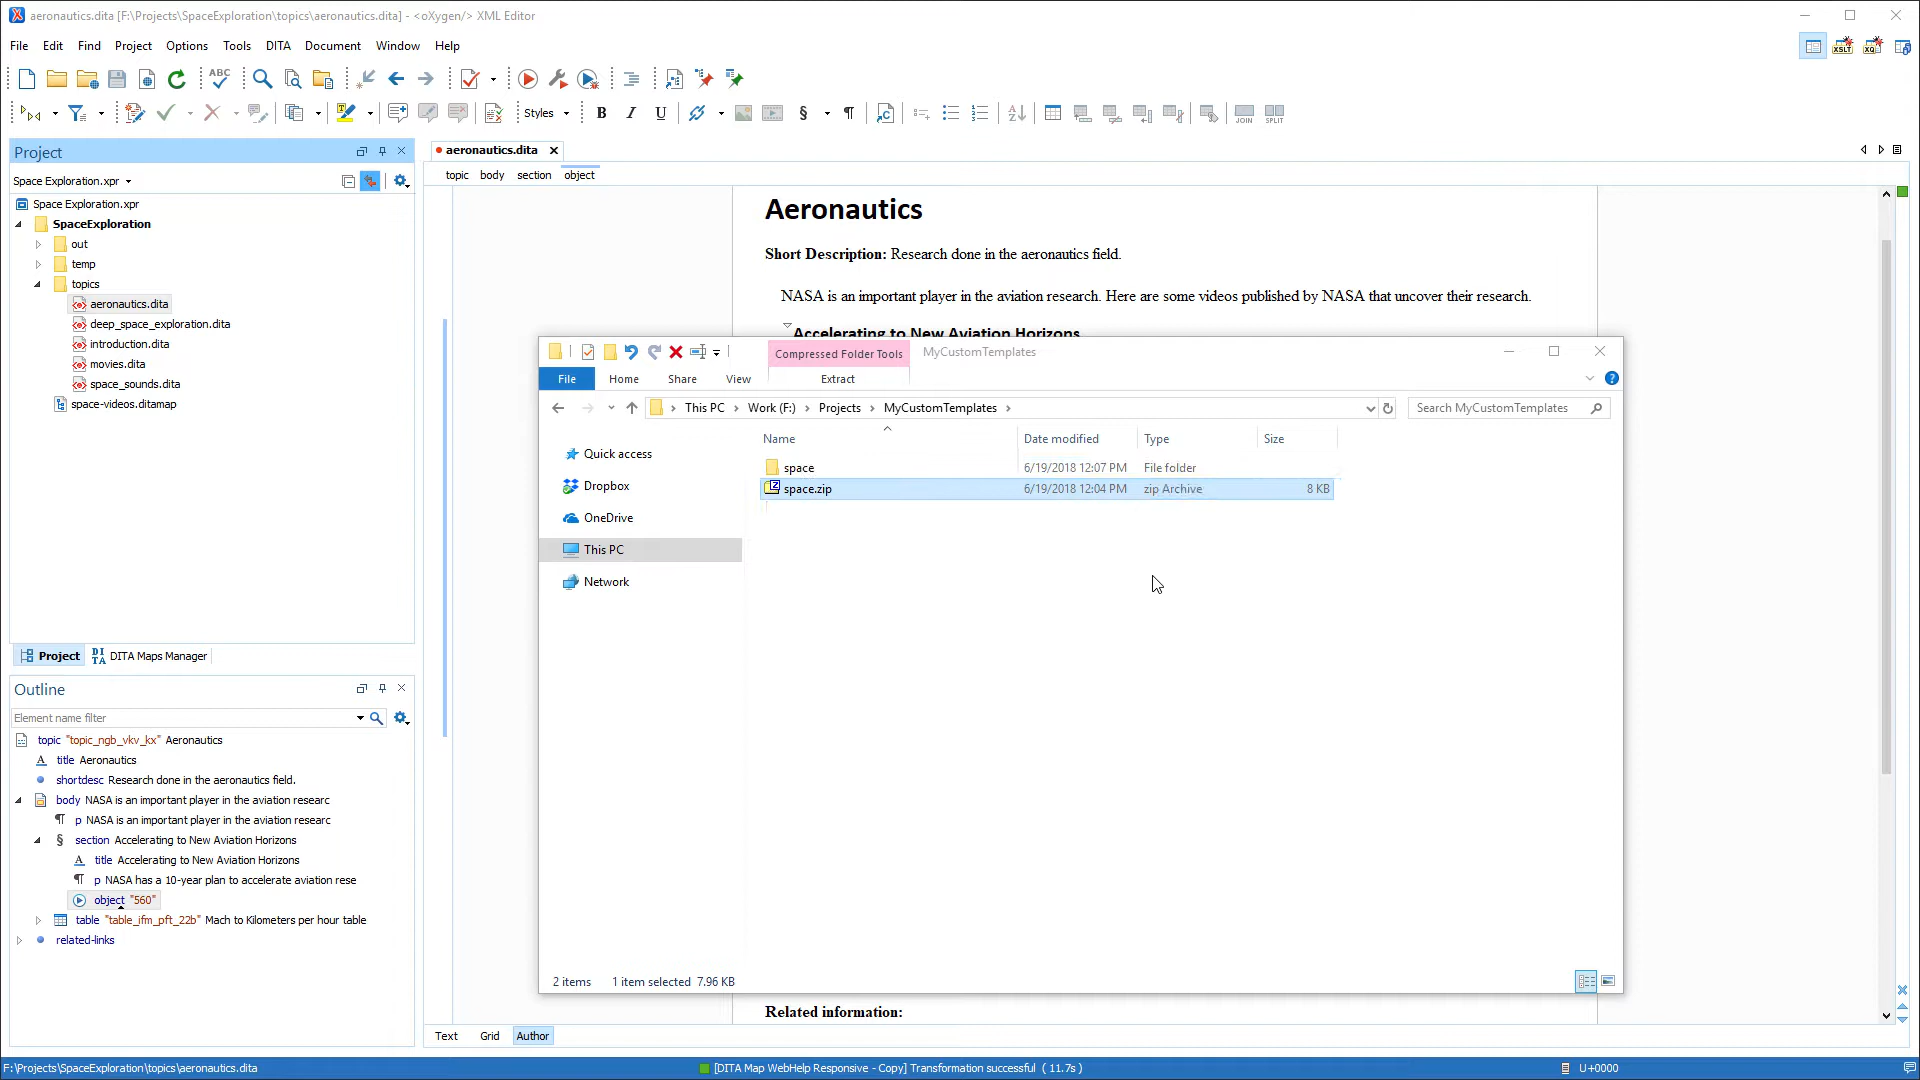 aeronautics.dita [F:\Projects\SpaceExploration\topics\aeronautics.dita] - <oXygen/> XML Editor
File Edit Find Project Options Tools DITA Document Window Help
XSLT XQ
ABC
Styles B I U § ¶ JOIN SPLIT
Project
aeronautics.dita
Space Exploration.xpr
topic body section object
Space Exploration.xpr
SpaceExploration
out
temp
topics
aeronautics.dita
deep_space_exploration.dita
introduction.dita
movies.dita
space_sounds.dita
space-videos.ditamap
Aeronautics
Short Description: Research done in the aeronautics field.
NASA is an important player in the aviation research. Here are some videos published by NASA that uncover their research.
Accelerating to New Aviation Horizons
Compressed Folder Tools MyCustomTemplates
File Home Share View Extract
This PC Work (F:) Projects MyCustomTemplates Search MyCustomTemplates
Name Date modified Type Size
Quick access
Dropbox
OneDrive
This PC
Network
space 6/19/2018 12:07 PM File folder
space.zip 6/19/2018 12:04 PM zip Archive 8 KB
2 items 1 item selected 7.96 KB
Project DITA DITA Maps Manager
Outline
Element name filter
topic "topic_ngb_vkv_kx" Aeronautics
title Aeronautics
shortdesc Research done in the aeronautics field.
body NASA is an important player in the aviation researc
¶ p NASA is an important player in the aviation researc
§ section Accelerating to New Aviation Horizons
title Accelerating to New Aviation Horizons
¶ p NASA has a 10-year plan to accelerate aviation rese
object "560"
table "table_jfm_pft_22b" Mach to Kilometers per hour table
related-links
Related information:
Text Grid Author
F:\Projects\SpaceExploration\topics\aeronautics.dita [DITA Map WebHelp Responsive - Copy] Transformation successful ( 11.7s ) U+0000